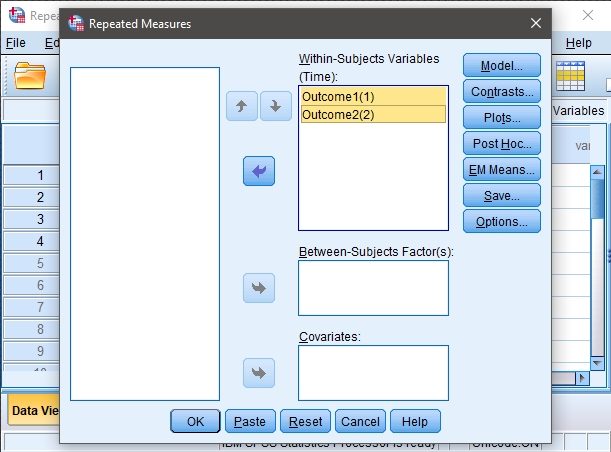 Repea
Repeated Measures
File
Ed
Help
Within-Subjects Variables
(Time):
Outcome1(1)
Outcome2(2)
Model...
Contrasts...
Plots...
Post Hoc...
EM Means...
Save...
Options...
Variables
var
1
2
3
4
5
6
7
8
9
10
Between-Subjects Factor(s):
Covariates:
Data Vie
OK
Paste
Reset
Cancel
Help
IBM SPSS Statistics Processor is ready
Unicode:ON